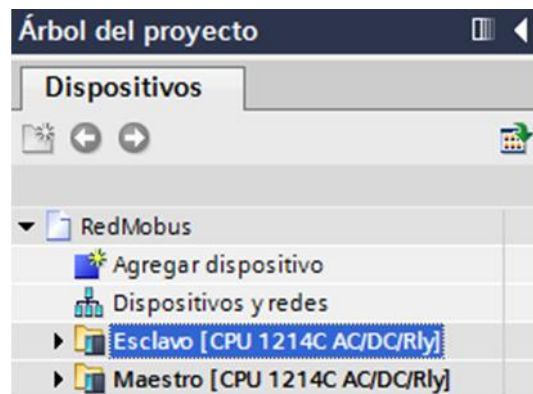 Árbol del proyecto
Dispositivos
RedMobus
Agregar dispositivo
Dispositivos y redes
Esclavo [CPU 1214C AC/DC/Rly]
Maestro [CPU 1214C AC/DC/Rly]